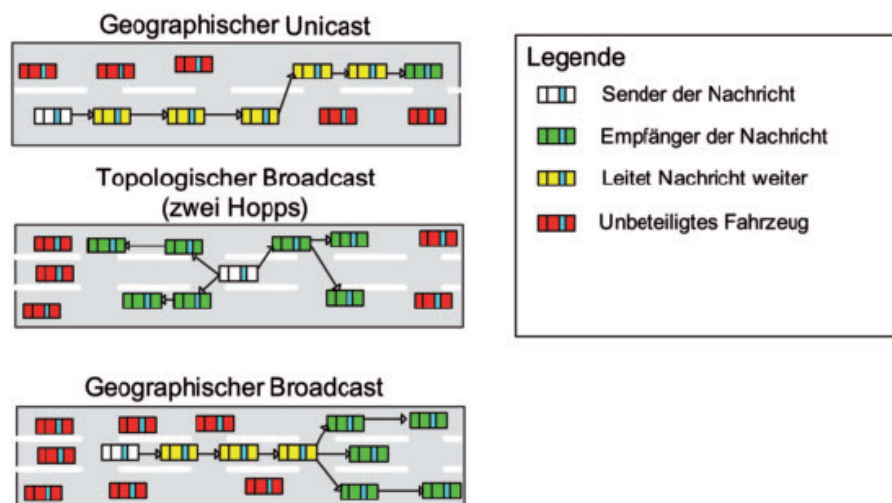 Geographischer Unicast
Topologischer Broadcast
(zwei Hopps)
Geographischer Broadcast
Legende
Sender der Nachricht
Empfänger der Nachricht
Leitet Nachricht weiter
Unbeteiligtes Fahrzeug